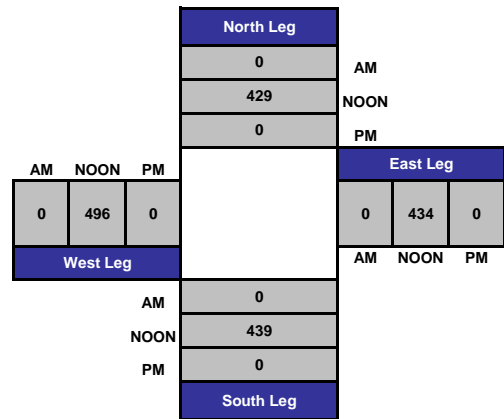 North Leg
0 AM
429 NOON
0 PM
AM NOON PM East Leg
0 496 0 0 434 0
West Leg AM NOON PM
AM 0
NOON 439
PM 0
South Leg